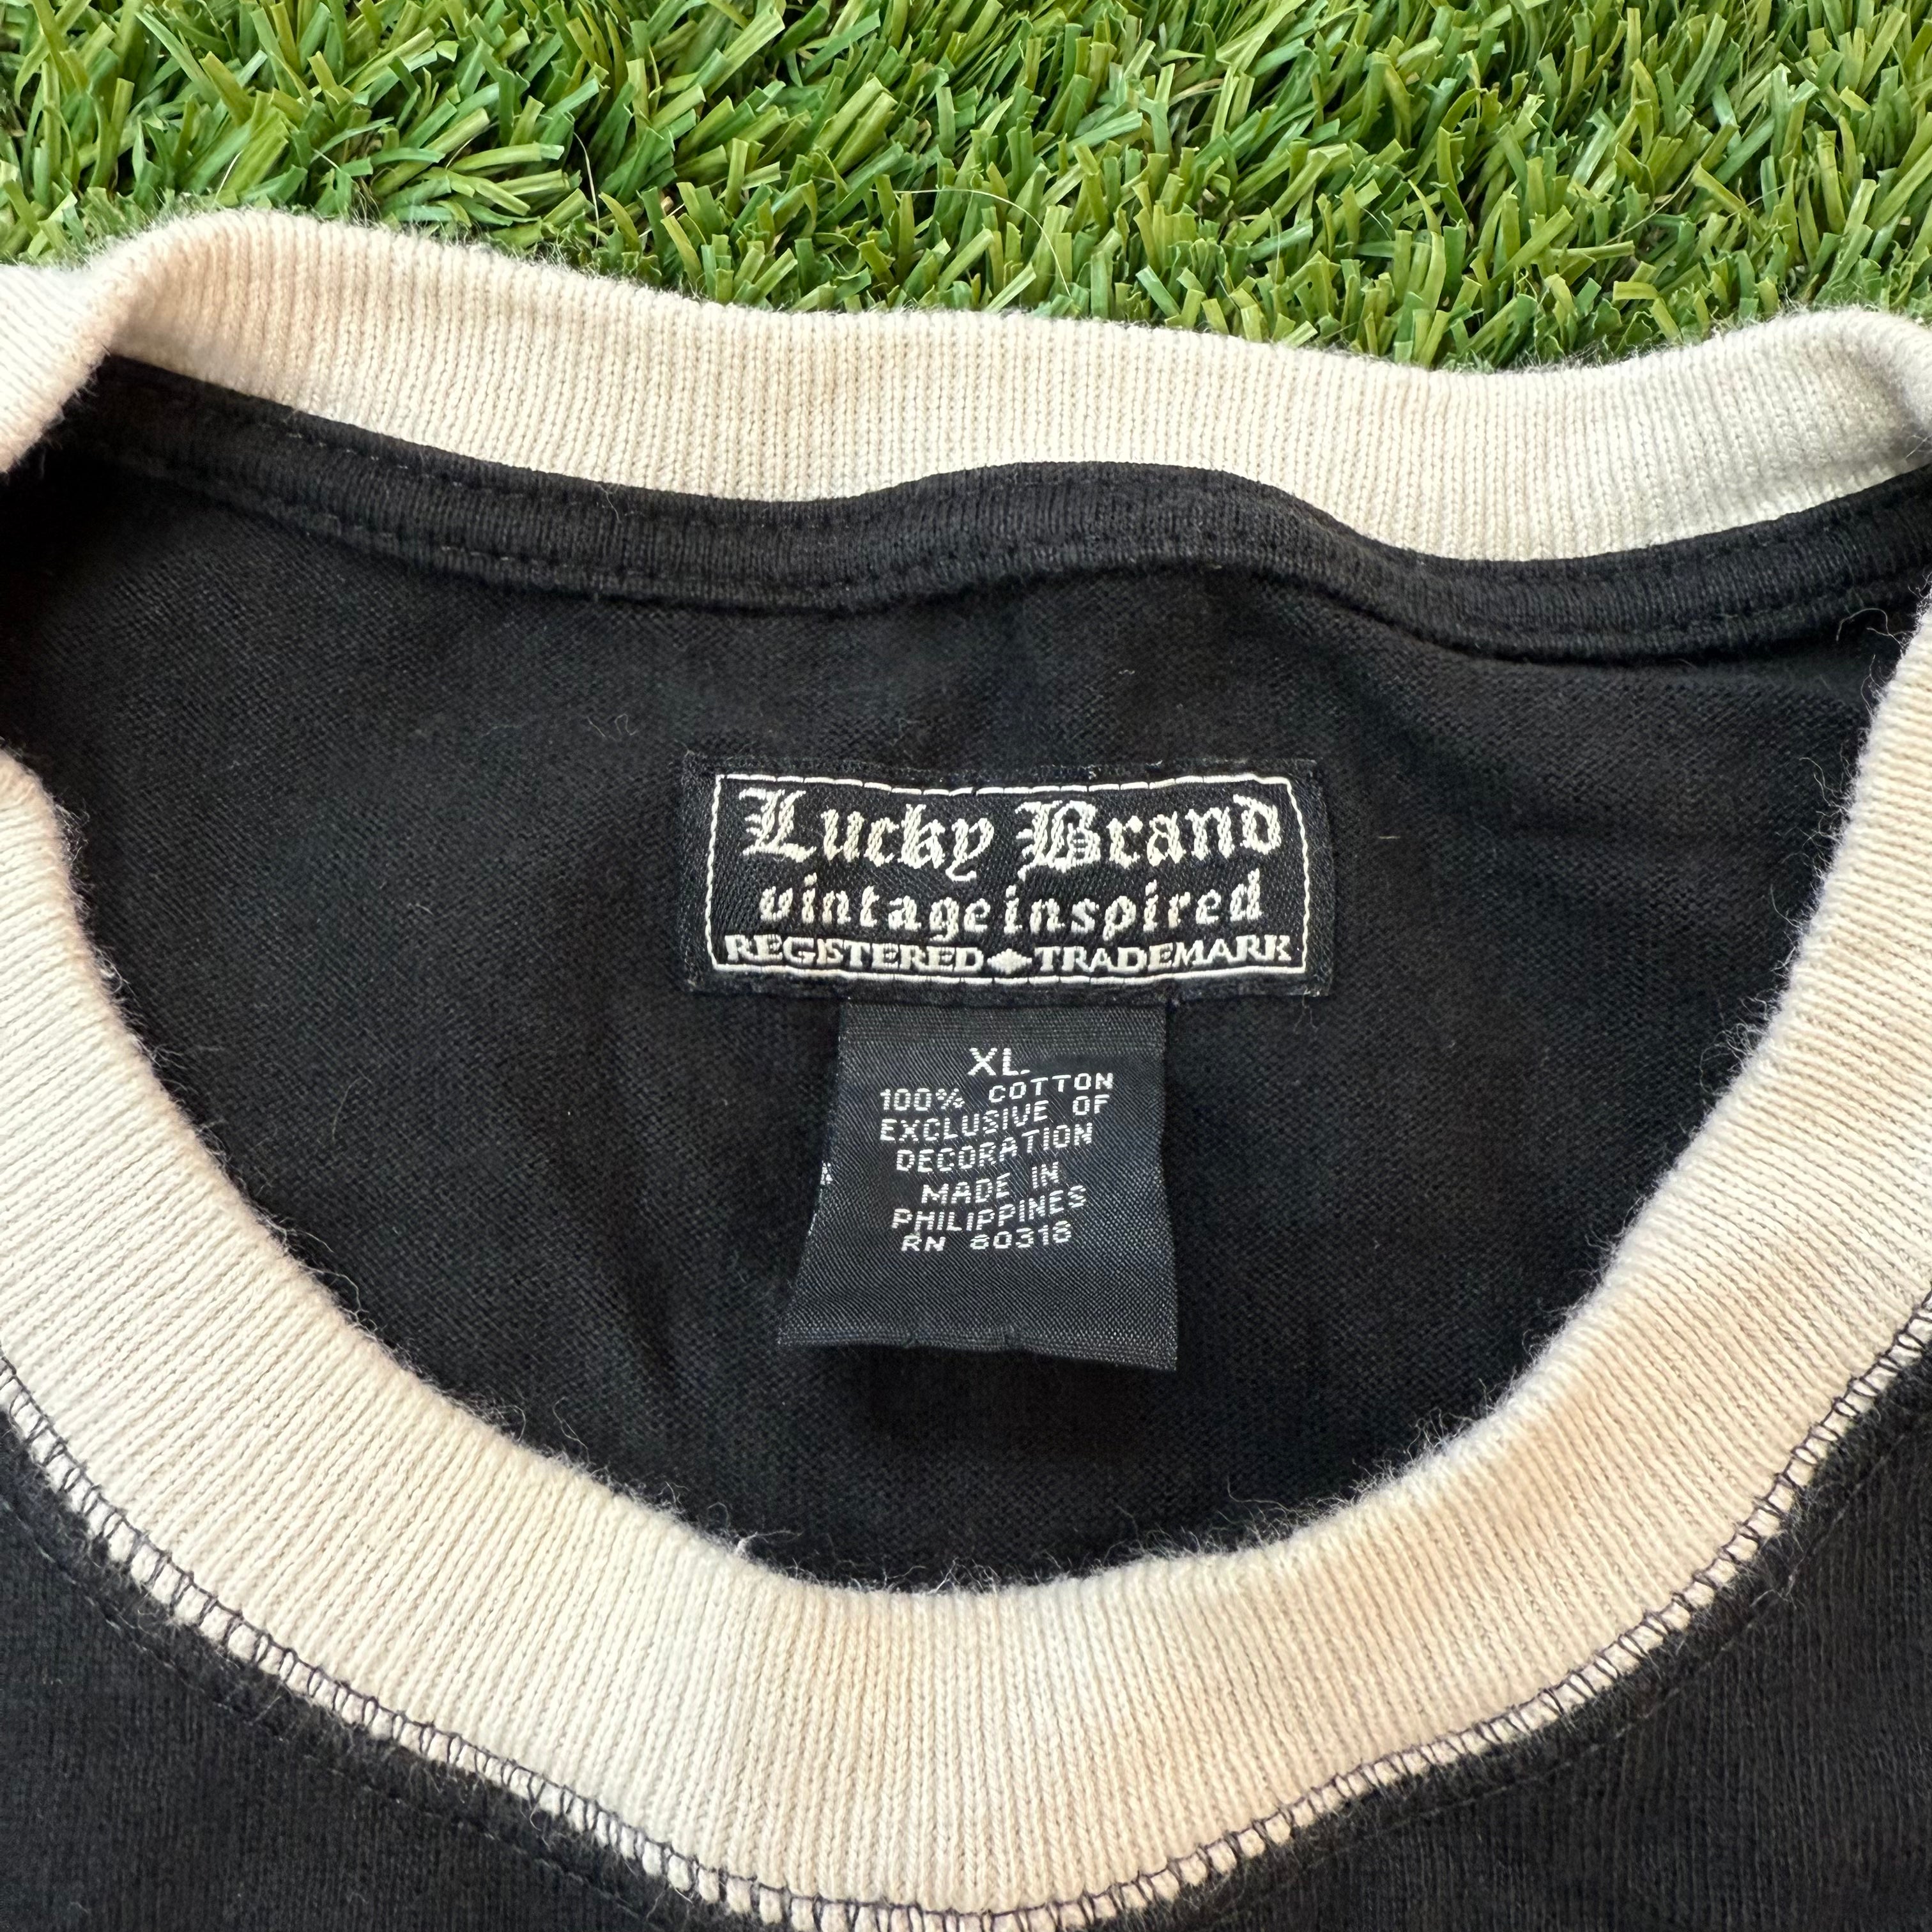 Lucky Brand
vintage inspired
REGISTERED◆TRADEMARK
XL
100% COTTON
EXCLUSIVE OF
DECORATION
MADE IN
PHILIPPINES
RN 80318